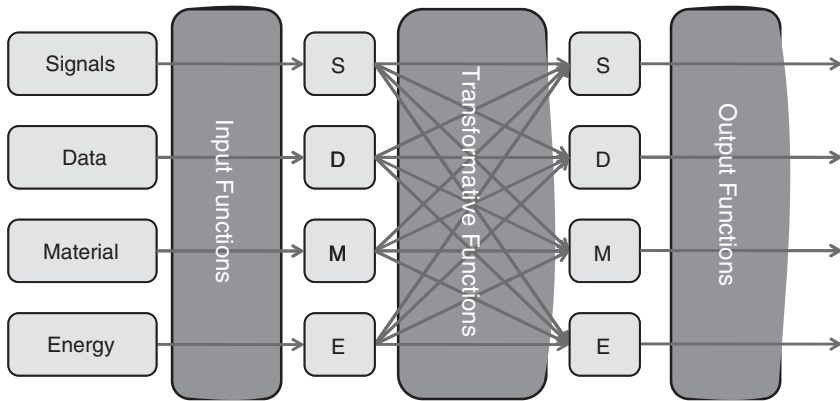 Signals
Data
Material
Energy
Input Functions
S
D
M
E
Transformative Functions
S
D
M
E
Output Functions